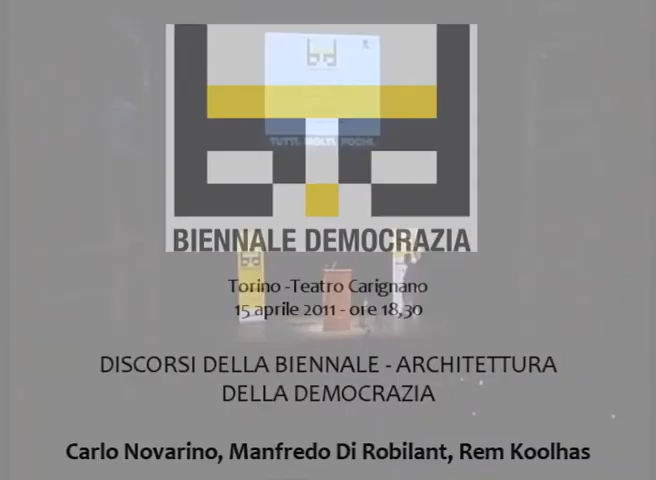 TUTTI. MOLTI. POCHI.
BIENNALE DEMOCRAZIA
Torino -Teatro Carignano
15 aprile 2011 - ore 18,30
DISCORSI DELLA BIENNALE - ARCHITETTURA
DELLA DEMOCRAZIA
Carlo Novarino, Manfredo Di Robilant, Rem Koolhas